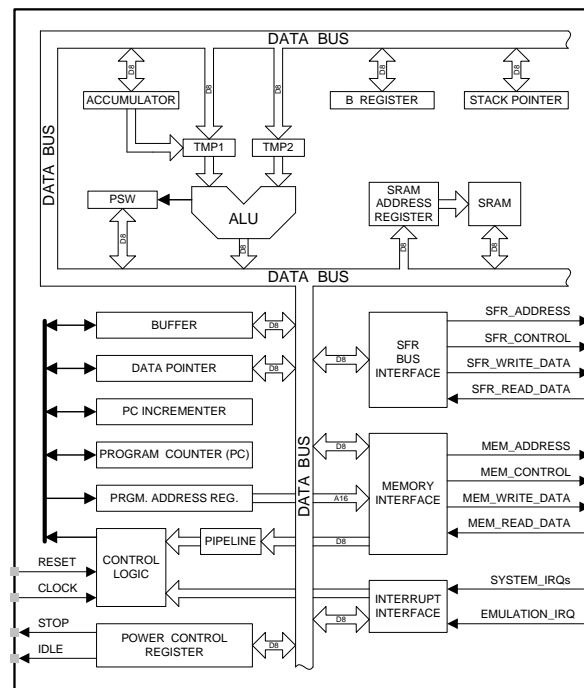 DATA BUS
D8
D8
D8
D8
D8
ACCUMULATOR
B REGISTER
STACK POINTER
DATA BUS
TMP1
TMP2
PSW
ALU
SRAM
ADDRESS
REGISTER
SRAM
D8
D8
D8
D8
DATA BUS
BUFFER
D8
DATA POINTER
D8
PC INCREMENTER
PROGRAM COUNTER (PC)
PRGM. ADDRESS REG.
A16
DATA BUS
D8
SFR
BUS
INTERFACE
SFR_ADDRESS
SFR_CONTROL
SFR_WRITE_DATA
SFR_READ_DATA
D8
MEMORY
INTERFACE
MEM_ADDRESS
MEM_CONTROL
MEM_WRITE_DATA
MEM_READ_DATA
CONTROL
LOGIC
PIPELINE
D8
RESET
CLOCK
INTERRUPT
INTERFACE
SYSTEM_IRQs
EMULATION_IRQ
D8
STOP
IDLE
POWER CONTROL
REGISTER
D8